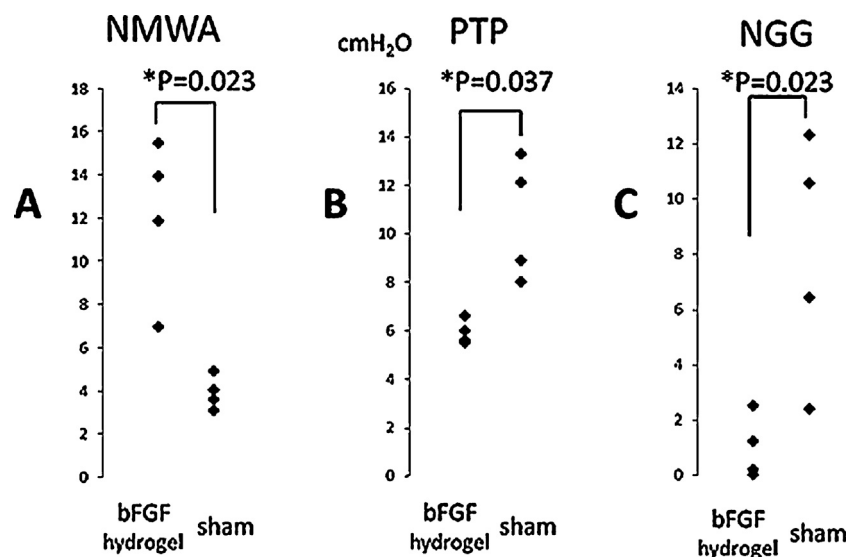 NMWA
cmH₂O PTP
NGG
*P=0.023
*P=0.037
*P=0.023
A
18
16
14
12
10
8
6
4
2
0
bFGF
hydrogel sham
B
16
14
12
10
8
6
4
2
0
bFGF
hydrogel sham
C
14
12
10
8
6
4
2
0
bFGF
hydrogel sham